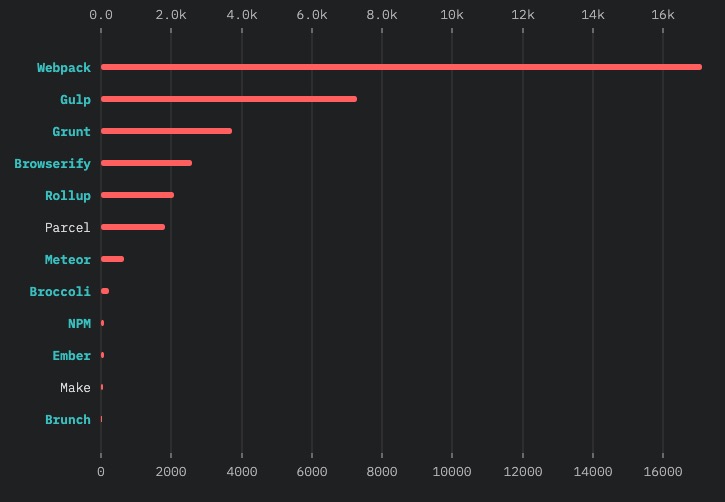 0.0 2.0k 4.0k 6.0k 8.0k 10k 12k 14k 16k
Webpack
Gulp
Grunt
Browserify
Rollup
Parcel
Meteor
Broccoli
NPM
Ember
Make
Brunch
0 2000 4000 6000 8000 10000 12000 14000 16000